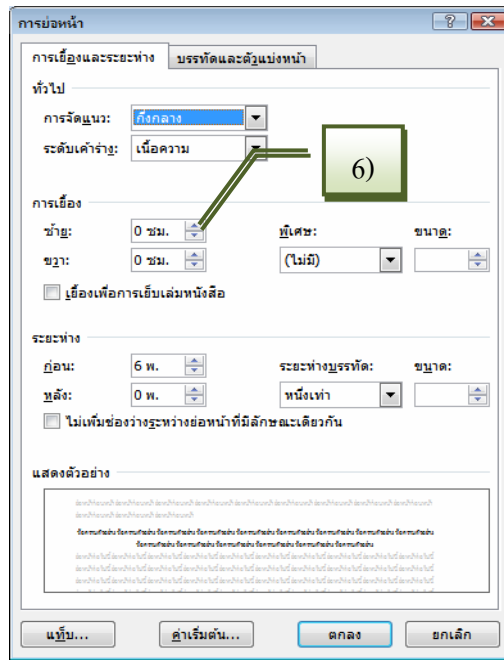 การย่อหน้า
การเยื้องและระยะห่าง บรรทัดและตัวแบ่งหน้า
ทั่วไป
การจัดแนว: กึ่งกลาง
ระดับเค้าร่าง: เนื้อความ
6)
การเยื้อง
ซ้าย: 0 ซม. พิเศษ: ขนาด:
ขวา: 0 ซม. (ไม่มี)
เยื้องเพื่อการเย็บเล่มหนังสือ
ระยะห่าง
ก่อน: 6 พ. ระยะห่างบรรทัด: ขนาด:
หลัง: 0 พ. หนึ่งเท่า
ไม่เพิ่มช่องว่างระหว่างย่อหน้าที่มีลักษณะเดียวกัน
แสดงตัวอย่าง
แท็บ... ค่าเริ่มต้น... ตกลง ยกเลิก